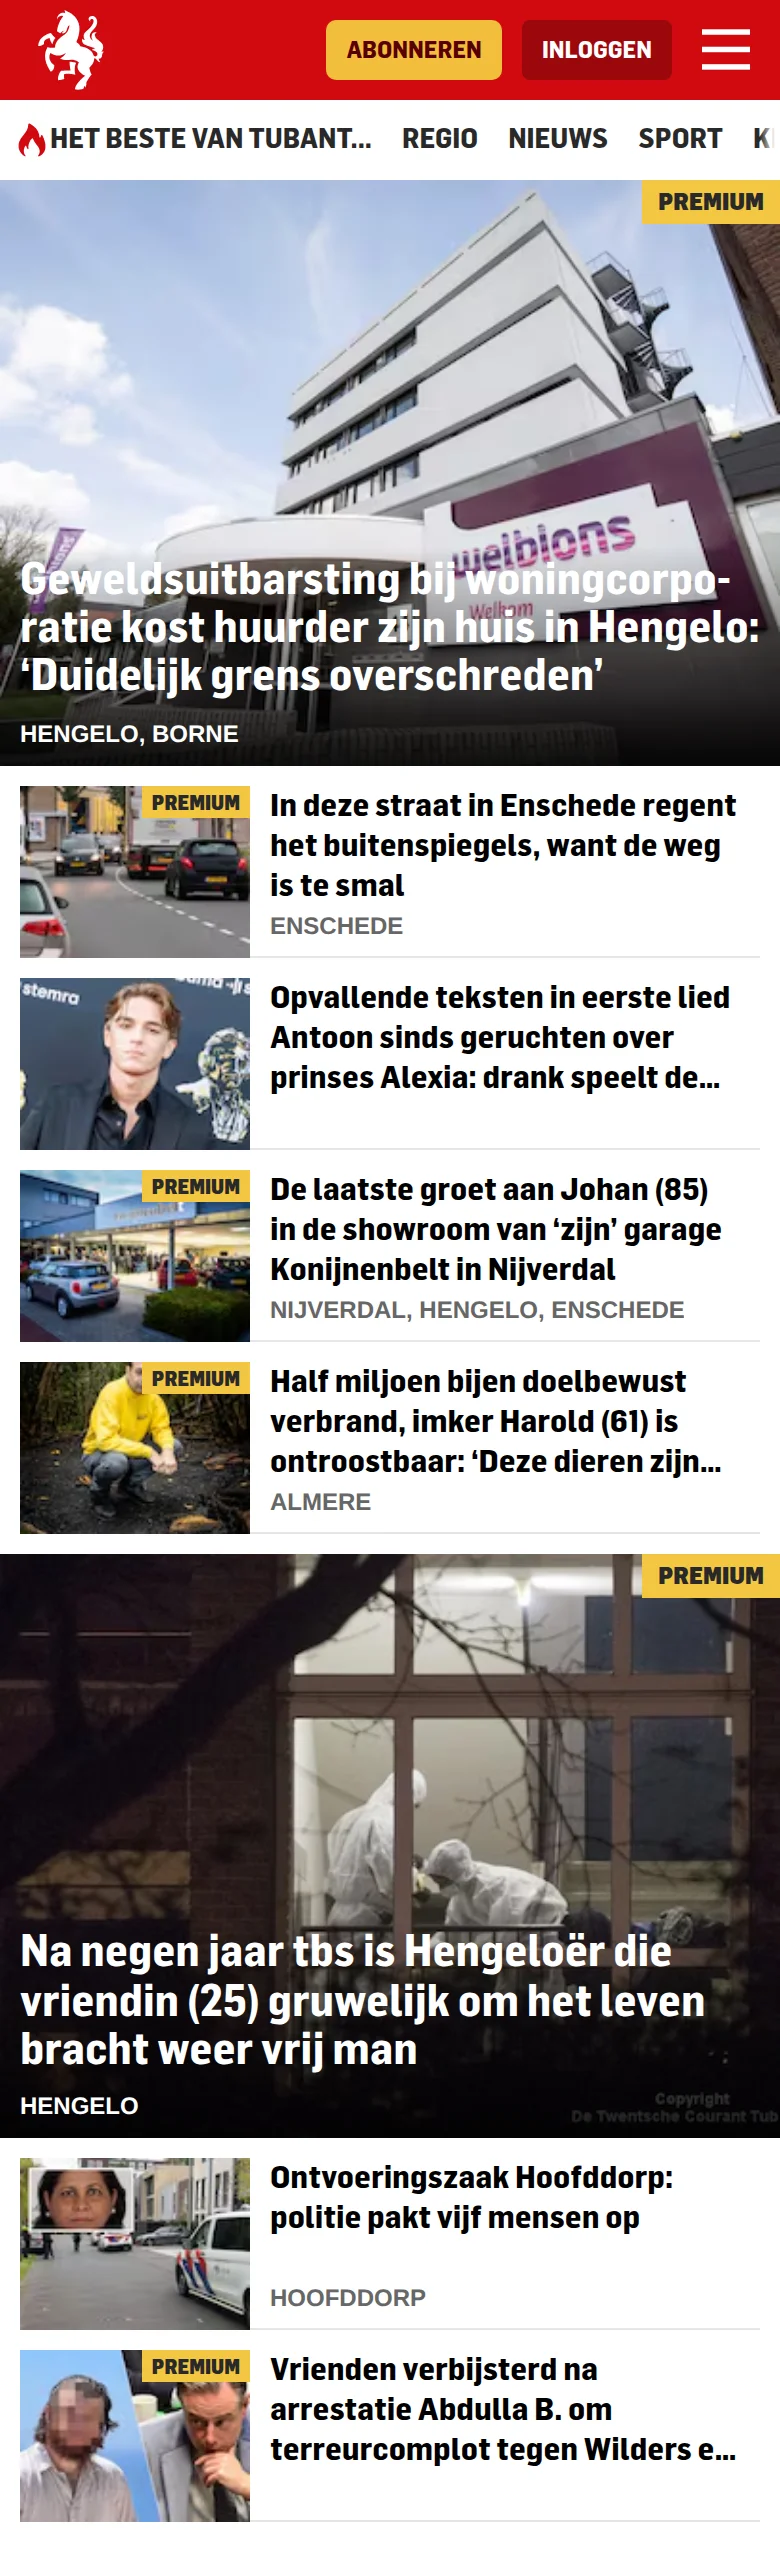 ABONNEREN
INLOGGEN
HET BESTE VAN TUBANT... REGIO NIEUWS SPORT
PREMIUM
welbions
Welkom
Geweldsuitbarsting bij woningcorpo-
ratie kost huurder zijn huis in Hengelo:
‘Duidelijk grens overschreden’
HENGELO, BORNE
PREMIUM
In deze straat in Enschede regent
het buitenspiegels, want de weg
is te smal
ENSCHEDE
stemra
Opvallende teksten in eerste lied
Antoon sinds geruchten over
prinses Alexia: drank speelt de...
PREMIUM
De laatste groet aan Johan (85)
in de showroom van ‘zijn’ garage
Konijnenbelt in Nijverdal
NIJVERDAL, HENGELO, ENSCHEDE
PREMIUM
Half miljoen bijen doelbewust
verbrand, imker Harold (61) is
ontroostbaar: ‘Deze dieren zijn...
ALMERE
PREMIUM
Na negen jaar tbs is Hengeloër die
vriendin (25) gruwelijk om het leven
bracht weer vrij man
HENGELO
Copyright
De Twentsche Courant Tub
Ontvoeringszaak Hoofddorp:
politie pakt vijf mensen op
HOOFDDORP
PREMIUM
Vrienden verbijsterd na
arrestatie Abdulla B. om
terreurcomplot tegen Wilders e...